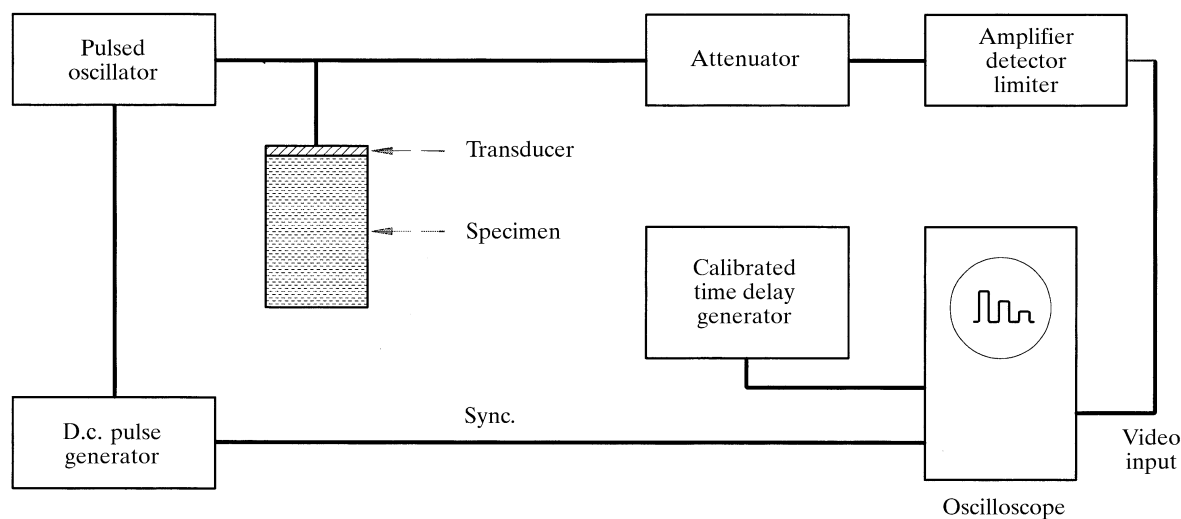 Pulsed
oscillator
Attenuator
Amplifier
detector
limiter
Transducer
Specimen
Calibrated
time delay
generator
Sync.
D.c. pulse
generator
Video
input
Oscilloscope